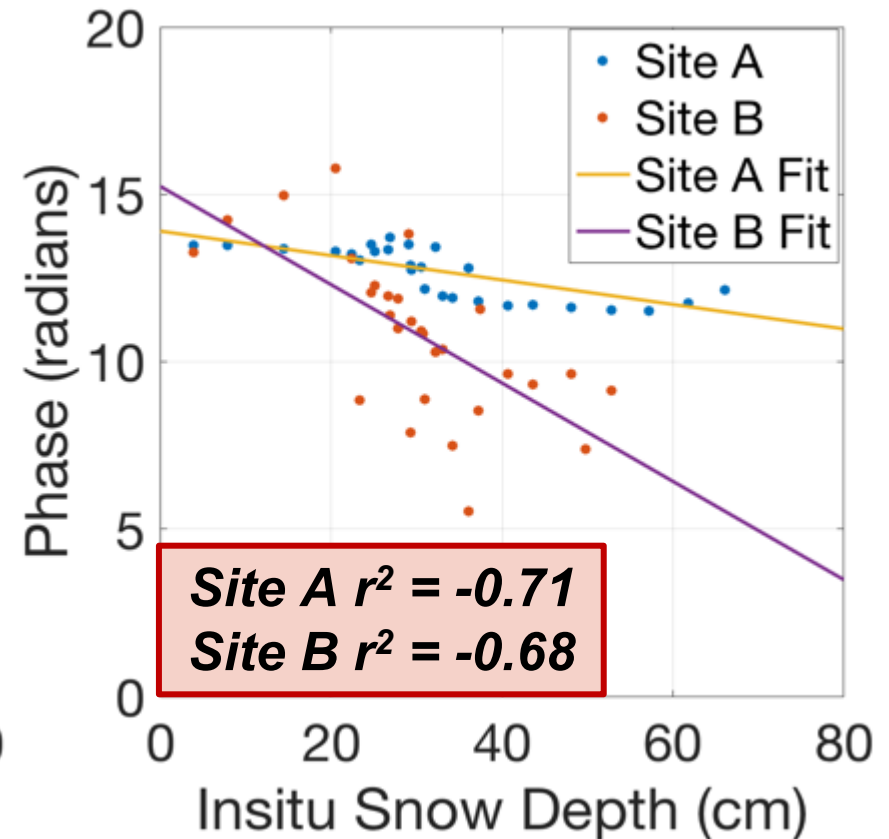 20
15
10
5
0
Phase (radians)
Site A
Site B
Site A Fit
Site B Fit
Site A r² = -0.71
Site B r² = -0.68
0 20 40 60 80
Insitu Snow Depth (cm)